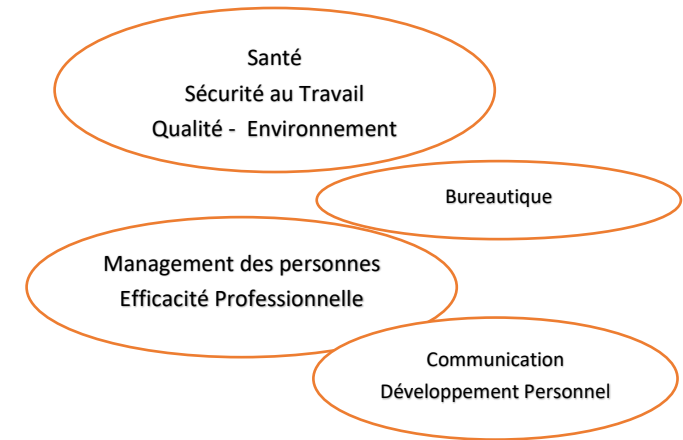 Santé
Sécurité au Travail
Qualité - Environnement
Bureautique
Management des personnes
Efficacité Professionnelle
Communication
Développement Personnel